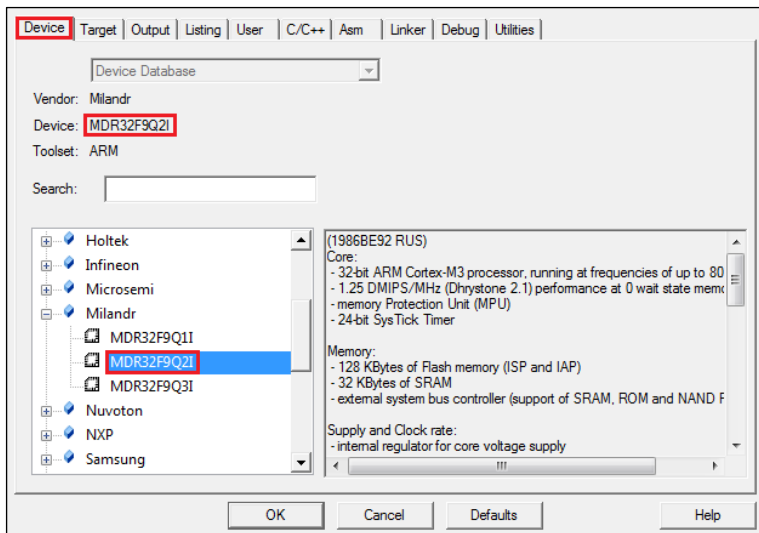 Device Target Output Listing User C/C++ Asm Linker Debug Utilities
Device Database
Vendor: Milandr
Device: MDR32F9Q2I
Toolset: ARM
Search:
Holtek
Infineon
Microsemi
Milandr
MDR32F9Q1I
MDR32F9Q2I
MDR32F9Q3I
Nuvoton
NXP
Samsung
(1986BE92 RUS)
Core:
- 32-bit ARM Cortex-M3 processor, running at frequencies of up to 80
- 1.25 DMIPS/MHz (Dhrystone 2.1) performance at 0 wait state
- memory Protection Unit (MPU)
- 24-bit SysTick Timer
Memory:
- 128 KBytes of Flash memory (ISP and IAP)
- 32 KBytes of SRAM
- external system bus controller (support of SRAM, ROM and NAND
Supply and Clock rate:
- internal regulator for core voltage supply
OK Cancel Defaults Help